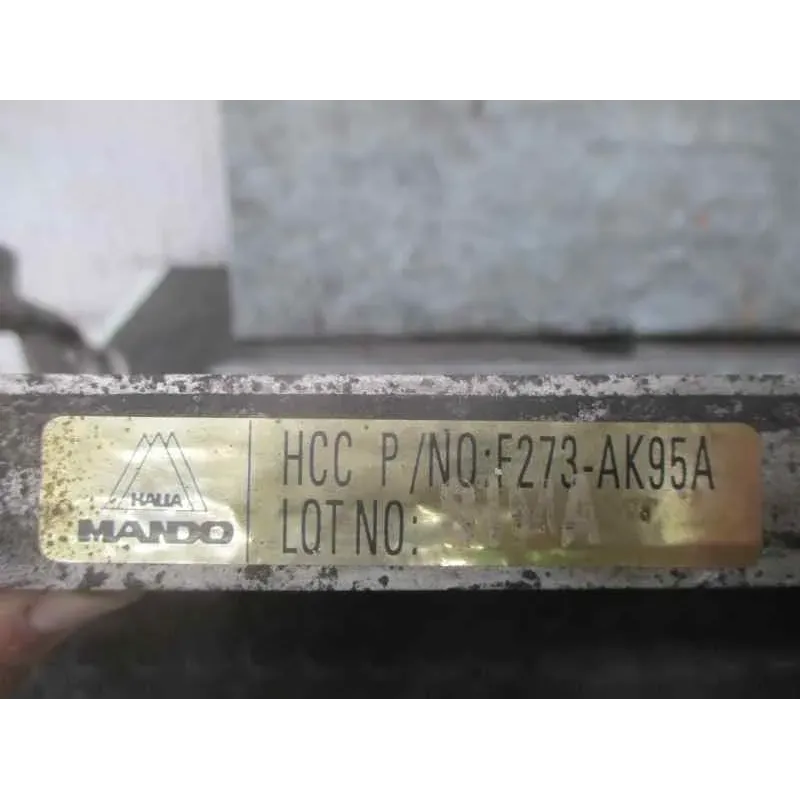 HALLA
MANDO
HCC P/NO:F273-AK95A
LOT NO: